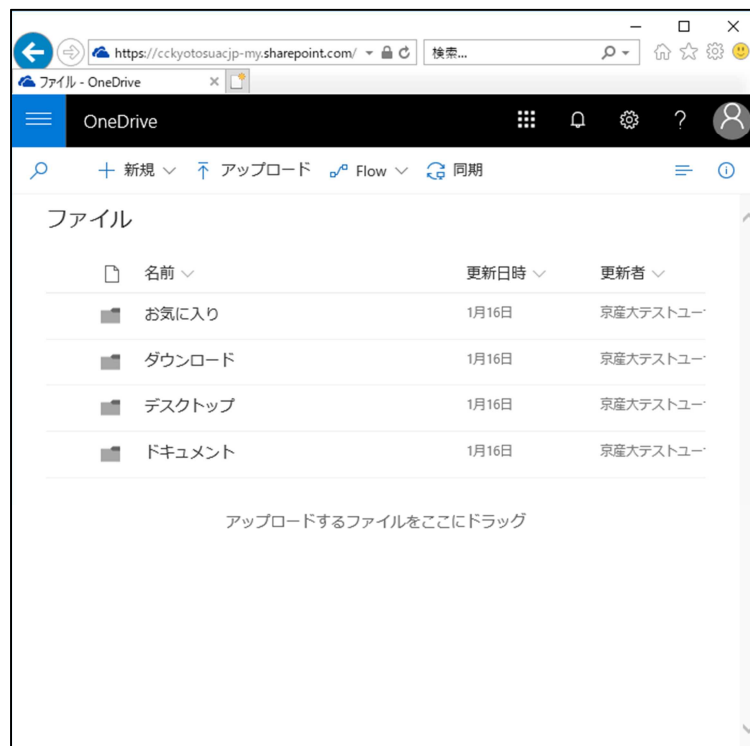 https://cckyotosuacjp-my.sharepoint.com/ 検索...
ファイル - OneDrive
OneDrive ?
新規 アップロード Flow 同期
ファイル
名前 更新日時 更新者
お気に入り 1月16日 京産大テストユー
ダウンロード 1月16日 京産大テストユー
デスクトップ 1月16日 京産大テストユー
ドキュメント 1月16日 京産大テストユー
アップロードするファイルをここにドラッグ